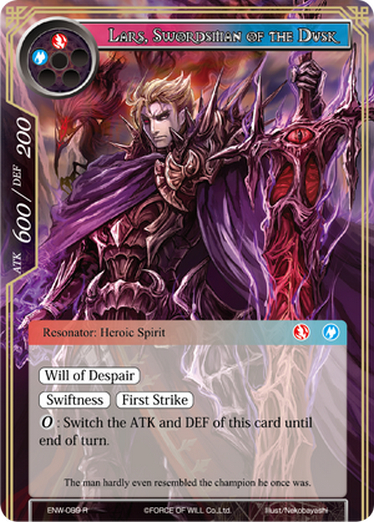 Lars, Swordsman of the Dusk
ATK 600 / DEF 200
Resonator: Heroic Spirit
Will of Despair
Swiftness First Strike
0 : Switch the ATK and DEF of this card until
end of turn.
The man hardly even resembled the champion he once was.
ENW-089 R ©FORCE OF WILL Co.,Ltd. Illust/Nekobayashi